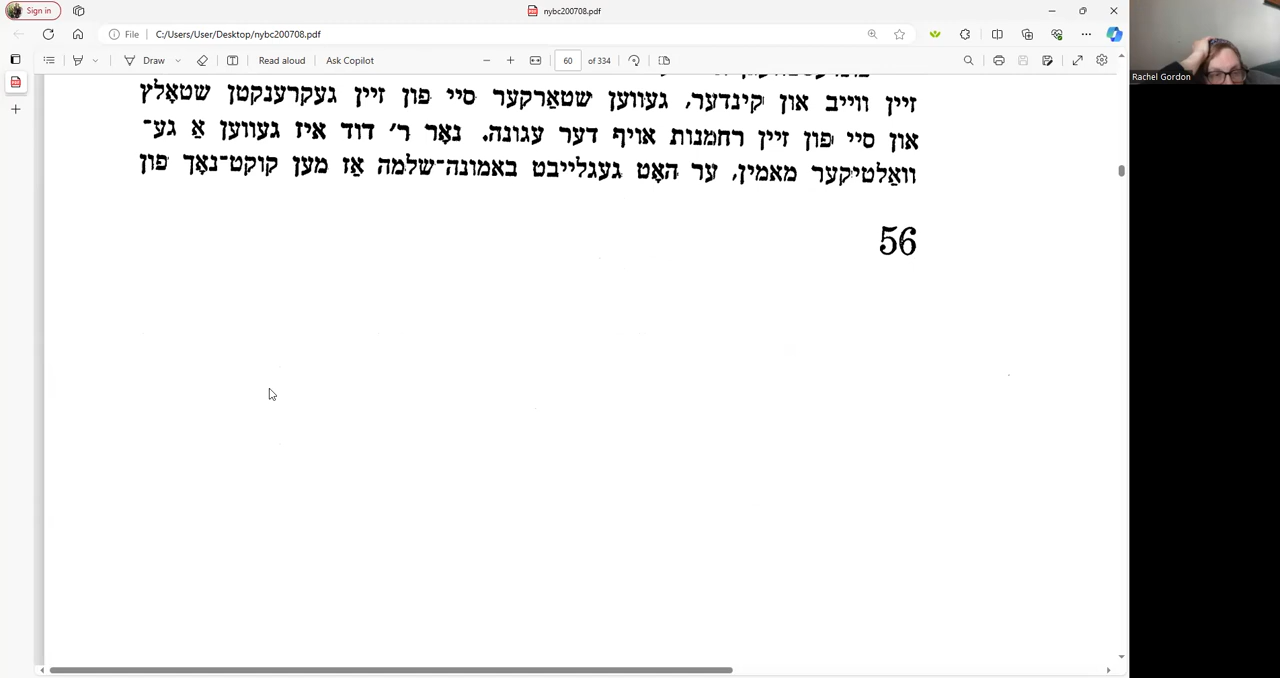 Sign in
nybc200708.pdf
File C:/Users/User/Desktop/nybc200708.pdf
Draw Read aloud Ask Copilot 60 of 334
Rachel Gordon
זיין ווייב און קינדער, געווען שטאַרקער סיי פון זיין געקרענקטן שטאָלץ
און סיי פון זיין רחמנות אויף דער עגונה. נאָר ר' דוד איז געווען אַ גע־
וואַלטיקער מאמין, ער האָט געגלייבט באמונה־שלמה אַז מען קוקט־נאָך פון
56